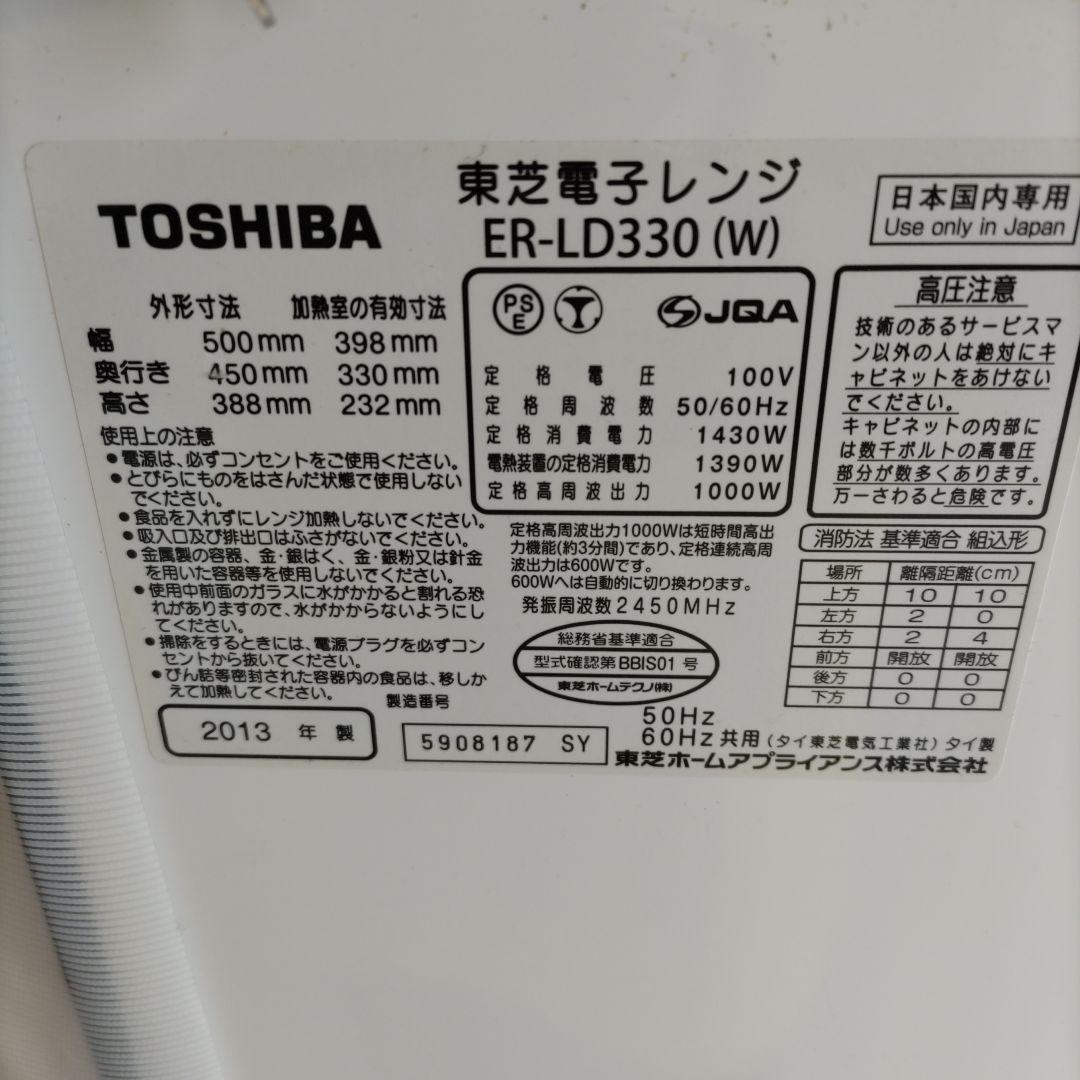 東芝電子レンジ
TOSHIBA
ER-LD330 (W)
日本国内専用
Use only in Japan
外形寸法 加熱室の有効寸法
幅 500mm 398mm
奥行き 450mm 330mm
高さ 388mm 232mm
使用上の注意
●電源は、必ずコンセントをご使用ください。
●とびらにものをはさんだ状態で使用しない
でください。
●食品を入れずにレンジ加熱しないでください。
●吸入口及び排出口はふさがないでください。
●金属製の容器、金・銀はく、金・銀粉又は針金
を用いた容器等を使用しないでください。
●使用中前面のガラスに水がかかると割れる恐
れがありますので、水がかからないようにし
てください。
●掃除をするときには、電源プラグを必ずコン
セントから抜いてください。
●びん詰等密封された容器内の食品は、移しか
えて加熱してください。
PS
E
JQA
定格電圧 100V
定格周波数 50/60Hz
定格消費電力 1430W
電熱装置の定格消費電力 1390W
定格高周波出力 1000W
定格高周波出力1000Wは短時間高出
力機能(約3分間)であり、定格連続高周
波出力は600Wです。
600Wへは自動的に切り換わります。
発振周波数2450MHz
総務省基準適合
型式確認第BBIS01号
東芝ホームテクノ(株)
高圧注意
技術のあるサービスマ
ン以外の人は絶対にキ
ャビネットをあけない
でください。
キャビネットの内部に
は数千ボルトの高電圧
部分が数多くあります。
万一さわると危険です。
消防法 基準適合 組込形
場所 離隔距離(cm)
上方 10 10
左方 2 0
右方 2 4
前方 開放 開放
後方 0 0
下方 0 0
2013 年 製
製造番号
5908187 SY
50Hz
60Hz共用 (タイ東芝電気工業社) タイ製
東芝ホームアプライアンス株式会社